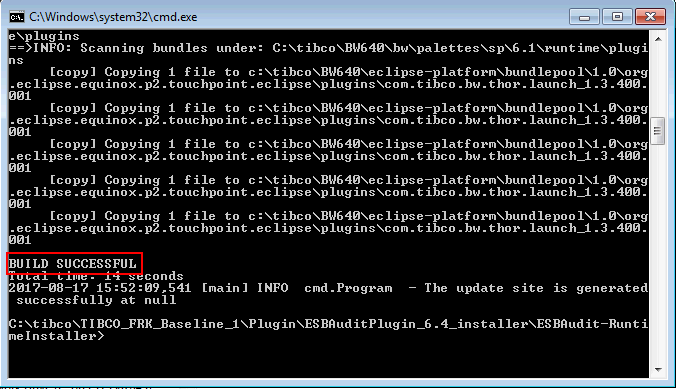 C:\Windows\system32\cmd.exe
e\plugins
==>INFO: Scanning bundles under: C:\tibco\BW640\bw\palettes\sp\6.1\runtime\plugi
ns
[copy] Copying 1 file to c:\tibco\BW640\eclipse-platform\bundlepool\1.0\org
.eclipse.equinox.p2.touchpoint.eclipse\plugins\com.tibco.bw.thor.launch_1.3.400.
001
[copy] Copying 1 file to c:\tibco\BW640\eclipse-platform\bundlepool\1.0\org
.eclipse.equinox.p2.touchpoint.eclipse\plugins\com.tibco.bw.thor.launch_1.3.400.
001
[copy] Copying 1 file to c:\tibco\BW640\eclipse-platform\bundlepool\1.0\org
.eclipse.equinox.p2.touchpoint.eclipse\plugins\com.tibco.bw.thor.launch_1.3.400.
001
[copy] Copying 1 file to c:\tibco\BW640\eclipse-platform\bundlepool\1.0\org
.eclipse.equinox.p2.touchpoint.eclipse\plugins\com.tibco.bw.thor.launch_1.3.400.
001
[copy] Copying 1 file to c:\tibco\BW640\eclipse-platform\bundlepool\1.0\org
.eclipse.equinox.p2.touchpoint.eclipse\plugins\com.tibco.bw.thor.launch_1.3.400.
001
BUILD SUCCESSFUL
Total time: 14 seconds
2017-08-17 15:52:09,541 [main] INFO  cmd.Program  - The update site is generated
 successfully at null
C:\tibco\TIBCO_FRK_Baseline_1\Plugin\ESBAuditPlugin_6.4_installer\ESBAudit-Runti
meInstaller>